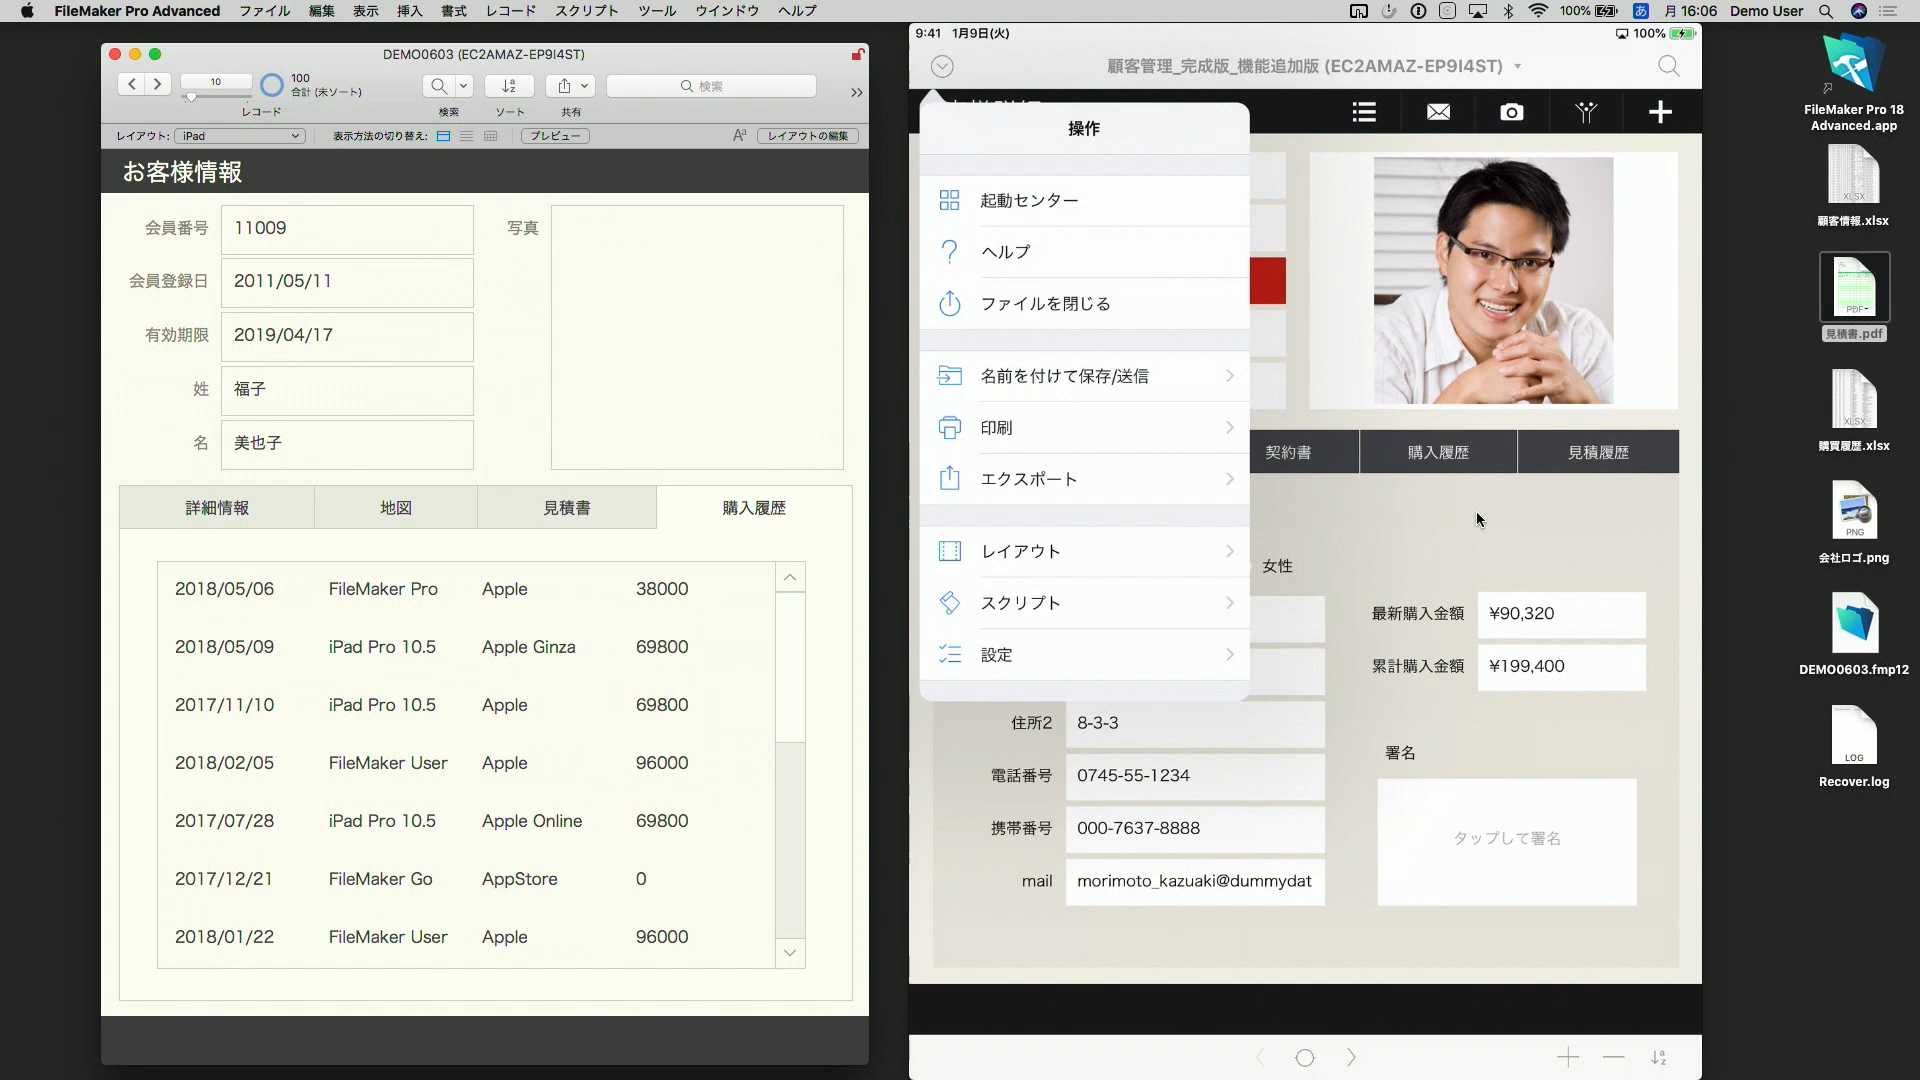 FileMaker Pro Advanced ファイル 編集 表示 挿入 書式 レコード スクリプト ツール ウインドウ ヘルプ
100% あ 月 16:06 Demo User
DEMO0603 (EC2AMAZ-EP9I4ST)
10
100
合計 (未ソート)
レコード
検索
ソート
共有
検索
レイアウト: iPad 表示方法の切り替え: プレビュー レイアウトの編集
お客様情報
会員番号 11009 写真
会員登録日 2011/05/11
有効期限 2019/04/17
姓 福子
名 美也子
詳細情報 地図 見積書 購入履歴
2018/05/06 FileMaker Pro Apple 38000
2018/05/09 iPad Pro 10.5 Apple Ginza 69800
2017/11/10 iPad Pro 10.5 Apple 69800
2018/02/05 FileMaker User Apple 96000
2017/07/28 iPad Pro 10.5 Apple Online 69800
2017/12/21 FileMaker Go AppStore 0
2018/01/22 FileMaker User Apple 96000
9:41 1月9日(火) 100%
顧客管理_完成版_機能追加版 (EC2AMAZ-EP9I4ST)
操作
起動センター
ヘルプ
ファイルを閉じる
名前を付けて保存/送信
印刷
エクスポート
レイアウト
スクリプト
設定
契約書 購入履歴 見積履歴
女性
最新購入金額 ¥90,320
累計購入金額 ¥199,400
住所2 8-3-3
電話番号 0745-55-1234
携帯番号 000-7637-8888
mail morimoto_kazuaki@dummydat
署名
タップして署名
FileMaker Pro 18
Advanced.app
XLSX
顧客情報.xlsx
PDF
見積書.pdf
XLSX
購買履歴.xlsx
PNG
会社ロゴ.png
DEMO0603.fmp12
LOG
Recover.log